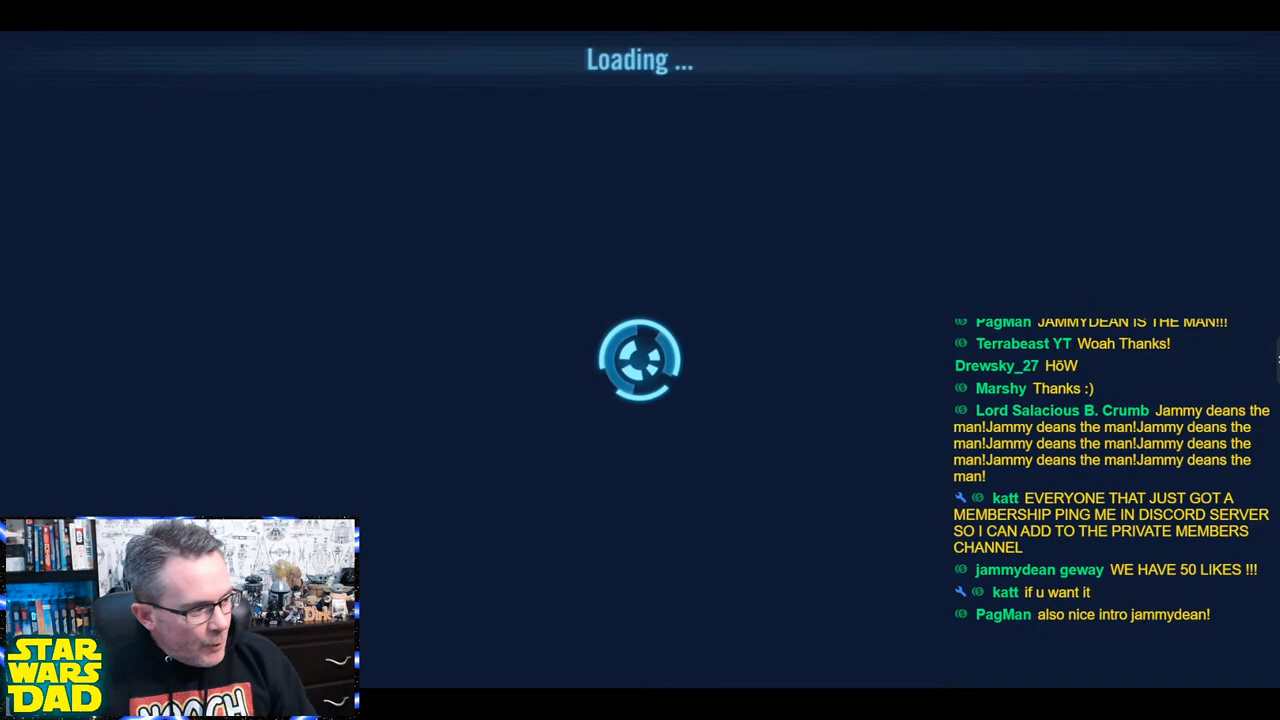 Loading ...
PagMan JAMMYDEAN IS THE MAN!!!
Terrabeast YT Woah Thanks!
Drewsky_27 HōW
Marshy Thanks :)
Lord Salacious B. Crumb Jammy deans the
man!Jammy deans the man!Jammy deans the
man!Jammy deans the man!Jammy deans the
man!Jammy deans the man!Jammy deans the
man!
katt EVERYONE THAT JUST GOT A
MEMBERSHIP PING ME IN DISCORD SERVER
SO I CAN ADD TO THE PRIVATE MEMBERS
CHANNEL
jammydean geway WE HAVE 50 LIKES !!!
katt if u want it
PagMan also nice intro jammydean!
STAR
WARS
DAD